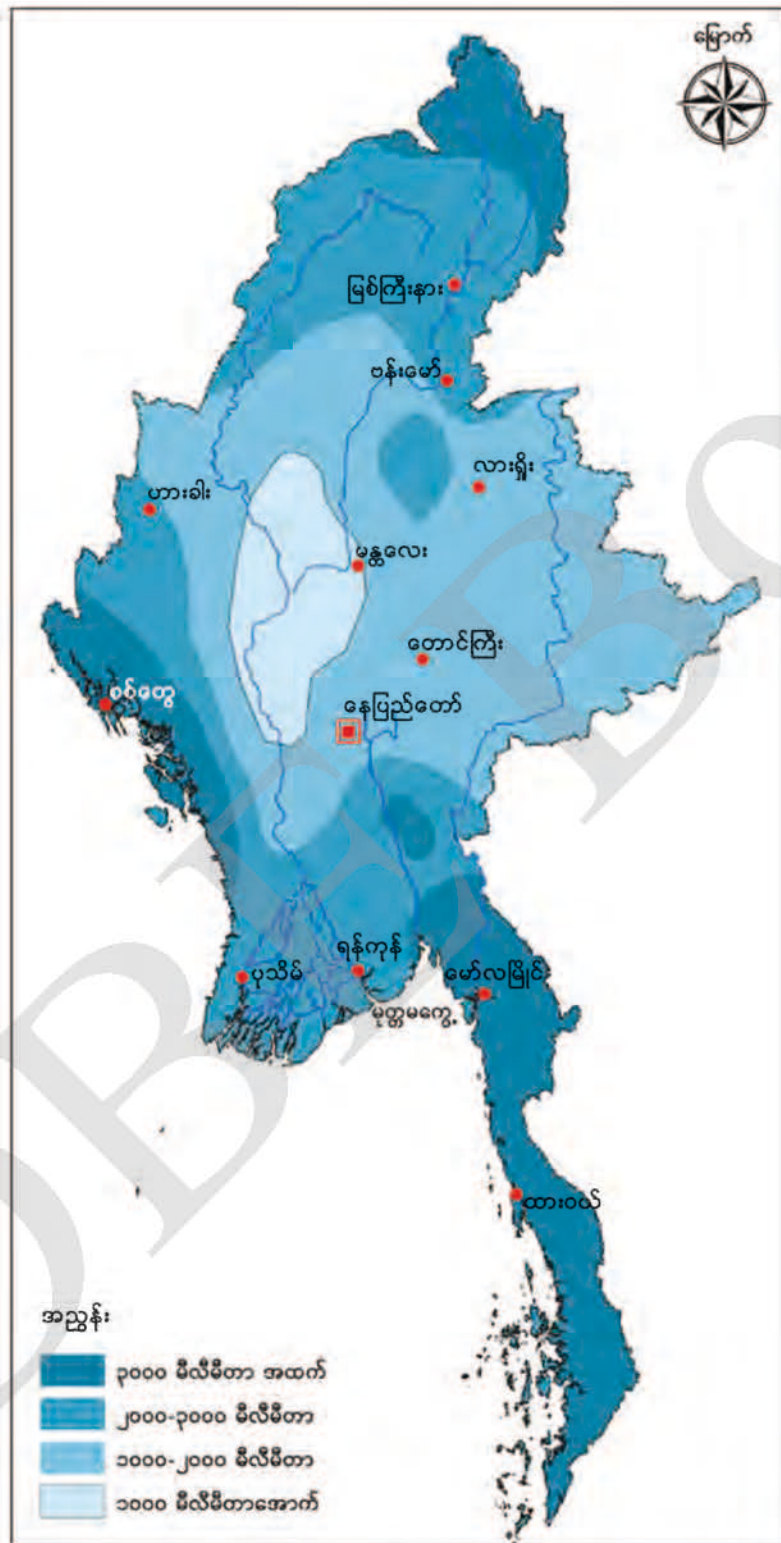 မြောက်
မြစ်ကြီးနား
ဗန်းမော်
လားရှိုး
ဟားခါး
မန္တလေး
တောင်ကြီး
စစ်တွေ
နေပြည်တော်
ရန်ကုန်
ပုသိမ်
မော်လမြိုင်
မုတ္တမကွေ့
ထားဝယ်
အညွှန်း
၃၀၀၀ မီလီမီတာ အထက်
၂၀၀၀-၃၀၀၀ မီလီမီတာ
၁၀၀၀-၂၀၀၀ မီလီမီတာ
၁၀၀၀ မီလီမီတာအောက်